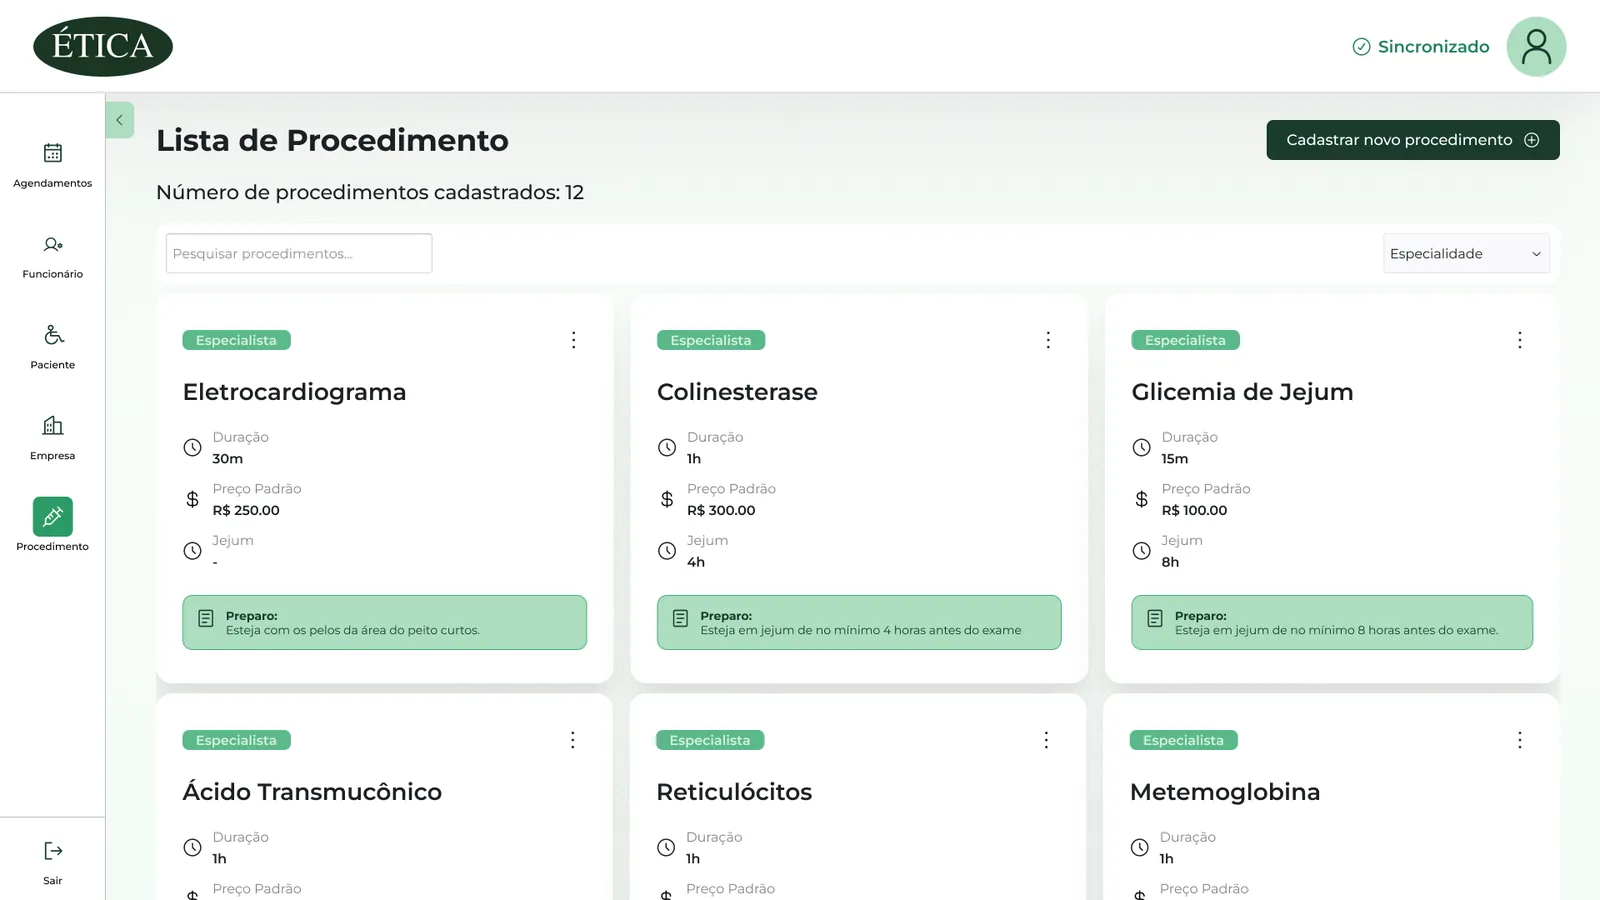 ÉTICA
Sincronizado
Agendamentos
Funcionário
Paciente
Empresa
Procedimento
Sair
Lista de Procedimento
Cadastrar novo procedimento
Número de procedimentos cadastrados: 12
Pesquisar procedimentos...
Especialidade
Especialista
Eletrocardiograma
Duração
30m
Preço Padrão
R$ 250.00
Jejum
-
Preparo:
Esteja com os pelos da área do peito curtos.
Especialista
Colinesterase
Duração
1h
Preço Padrão
R$ 300.00
Jejum
4h
Preparo:
Esteja em jejum de no mínimo 4 horas antes do exame
Especialista
Glicemia de Jejum
Duração
15m
Preço Padrão
R$ 100.00
Jejum
8h
Preparo:
Esteja em jejum de no mínimo 8 horas antes do exame.
Especialista
Ácido Transmucônico
Duração
1h
Preço Padrão
Especialista
Reticulócitos
Duração
1h
Preço Padrão
Especialista
Metemoglobina
Duração
1h
Preço Padrão